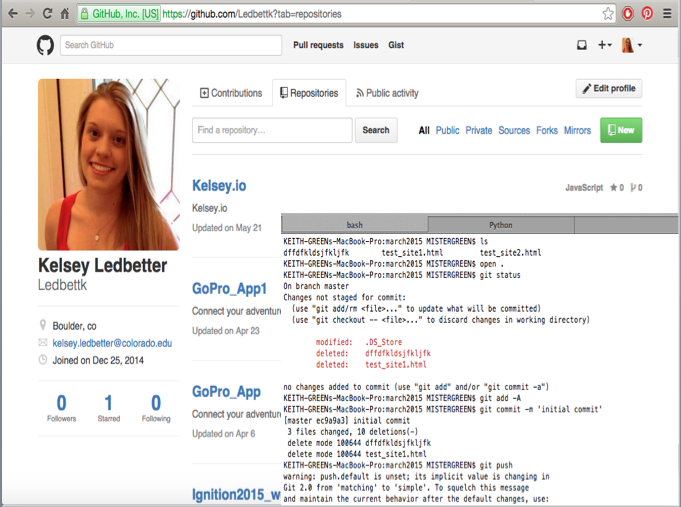 GitHub, Inc. [US] https://github.com/Ledbettk?tab=repositories
Search GitHub
Pull requests Issues Gist
Contributions Repositories Public activity
Edit profile
Find a repository...
Search
All Public Private Sources Forks Mirrors
New
Kelsey.io
JavaScript 0 0
Kelsey.io
Updated on May 21
GoPro_App1
Connect your adventur
Updated on Apr 23
GoPro_App
Connect your adventur
Updated on Apr 6
Ignition2015_w
Kelsey Ledbetter
Ledbettk
Boulder, co
kelsey.ledbetter@colorado.edu
Joined on Dec 25, 2014
0 1 0
Followers Starred Following
bash Python
KEITH-GREENs-MacBook-Pro:march2015 MISTERGREEN$ ls
dffdfkldsjfkljfk test_site1.html test_site2.html
KEITH-GREENs-MacBook-Pro:march2015 MISTERGREEN$ open .
KEITH-GREENs-MacBook-Pro:march2015 MISTERGREEN$ git status
On branch master
Changes not staged for commit:
(use "git add/rm <file>..." to update what will be committed)
(use "git checkout -- <file>..." to discard changes in working directory)
modified: .DS_Store
deleted: dffdfkldsjfkljfk
deleted: test_site1.html
no changes added to commit (use "git add" and/or "git commit -a")
KEITH-GREENs-MacBook-Pro:march2015 MISTERGREEN$ git add -A
KEITH-GREENs-MacBook-Pro:march2015 MISTERGREEN$ git commit -m 'initial commit'
[master ec9a9a3] initial commit
3 files changed, 10 deletions(-)
delete mode 100644 dffdfkldsjfkljfk
delete mode 100644 test_site1.html
KEITH-GREENs-MacBook-Pro:march2015 MISTERGREEN$ git push
warning: push.default is unset; its implicit value is changing in
Git 2.0 from 'matching' to 'simple'. To squelch this message
and maintain the current behavior after the default changes, use: